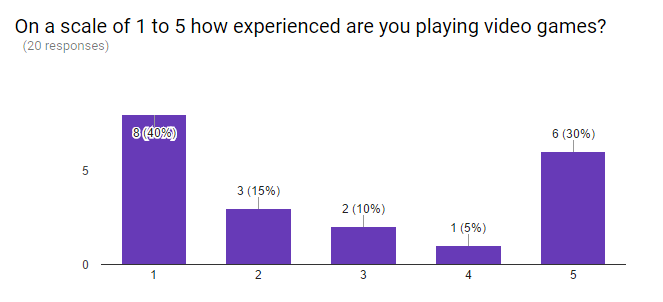 On a scale of 1 to 5 how experienced are you playing video games?
(20 responses)
8 (40%)
6 (30%)
5
3 (15%)
2 (10%)
1 (5%)
0
1 2 3 4 5